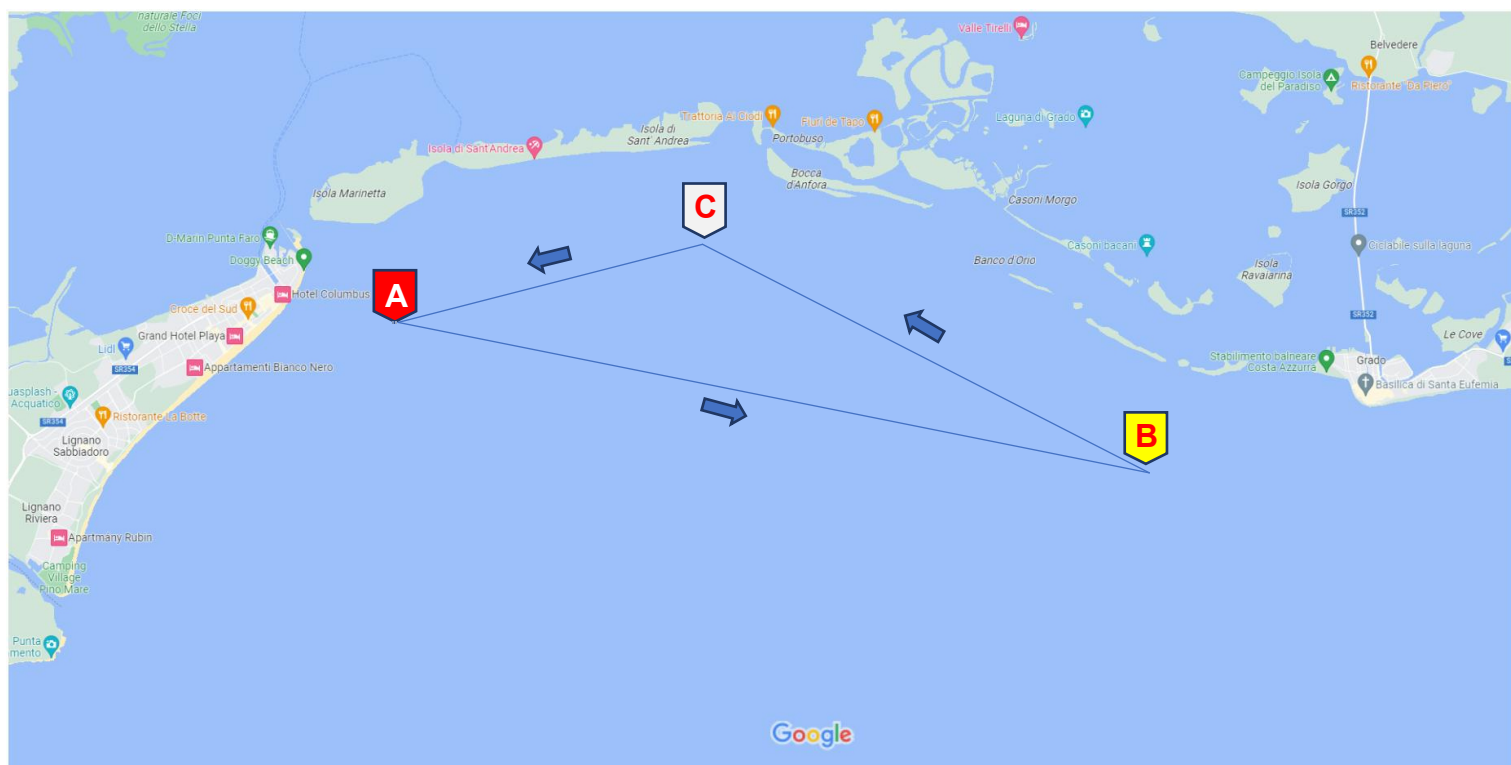 naturale Foci
dello Stella
Valle Tirelli
Belvedere
Campeggio Isola
del Paradiso
Ristorante "Da Piero"
Trattoria Ai Ciodi
Fiuri de Tapo
Laguna di Grado
Portobuso
Isola di
Sant' Andrea
Isola di Sant'Andrea
Bocca
d'Anfora
Isola Marinetta
Isola Gorgo
Casoni Morgo
C
SR352
D-Marin Punta Faro
Doggy Beach
Casoni bacani
Ciclabile sulla laguna
Banco d'Orio
Isola
Ravaiarina
A
Hotel Columbus
Croce del Sud
SR352
Grand Hotel Playa
Le Cove
Lidl
SR354
Appartamenti Bianco Nero
Stabilimento balneare
Costa Azzurra
Grado
Basilica di Santa Eufemia
Acquatico
Ristorante La Botte
SR354
B
Lignano
Sabbiadoro
Lignano
Riviera
Apartmany Rubin
Camping
Village
Pino Mare
Punta
Google